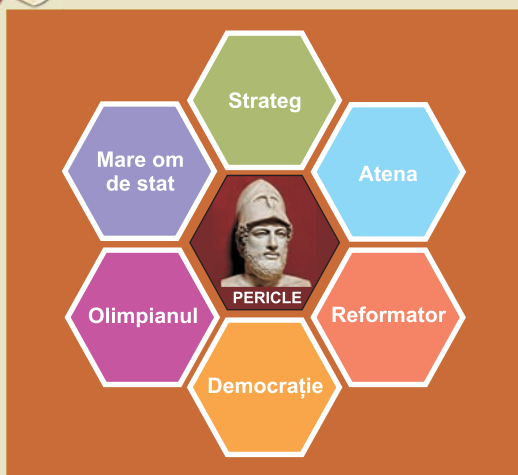 Strateg
Mare om
de stat
Atena
PERICLE
Olimpianul
Reformator
Democrație